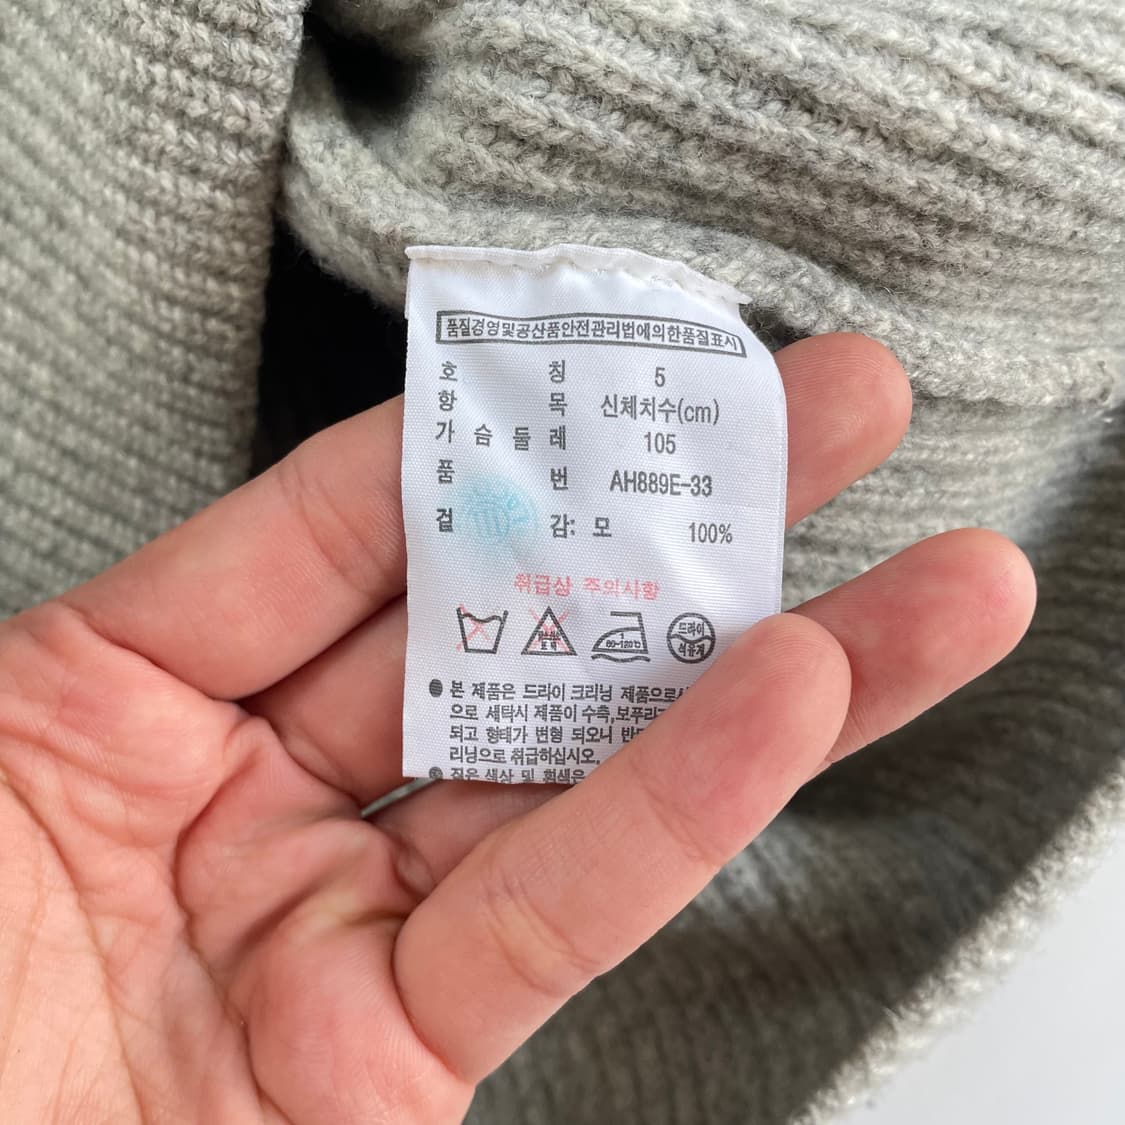 품질경영및공산품안전관리법에의한품질표시
호 칭 5
항 목 신체치수(cm)
가 슴 둘 레 105
품 번 AH889E-33
겉 감: 모 100%
취급상 주의사항
드라이
석유계
● 본 제품은 드라이 크리닝 제품으로
으로 세탁시 제품이 수축,보푸라
되고 형태가 변형 되오니 반
리닝으로 취급하십시오.
● 짙은 색상 및 흰색은